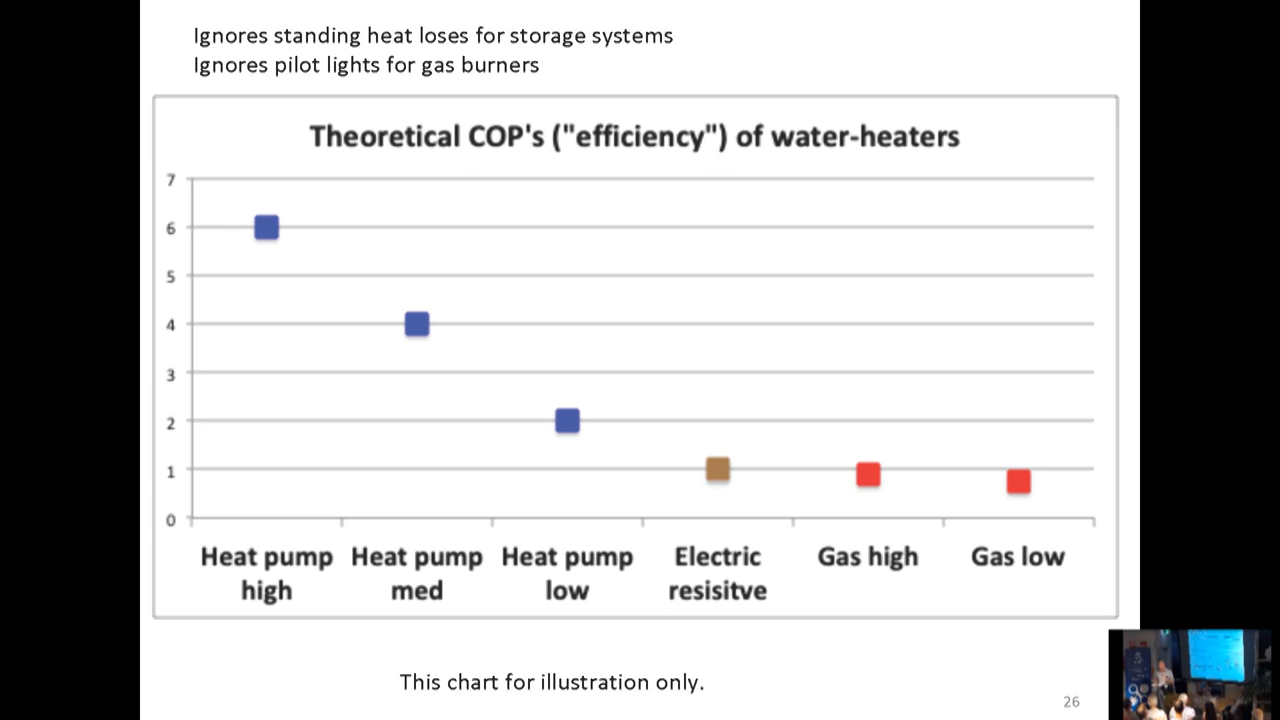 Ignores standing heat loses for storage systems
Ignores pilot lights for gas burners
Theoretical COP's ("efficiency") of water-heaters
7
6
5
4
3
2
1
0
Heat pump high
Heat pump med
Heat pump low
Electric resisitve
Gas high
Gas low
This chart for illustration only.
26